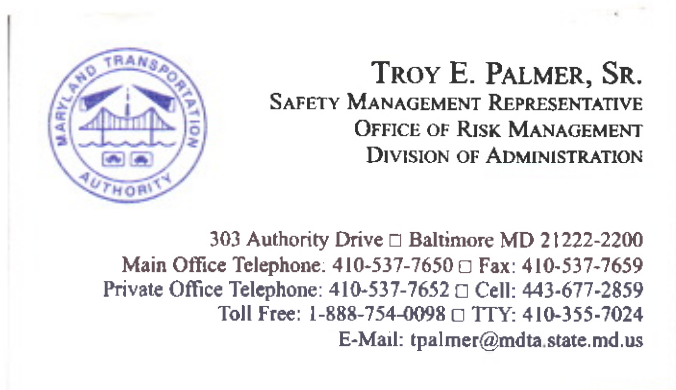 MARYLAND TRANSPORTATION
AUTHORITY
TROY E. PALMER, SR.
SAFETY MANAGEMENT REPRESENTATIVE
OFFICE OF RISK MANAGEMENT
DIVISION OF ADMINISTRATION
303 Authority Drive □ Baltimore MD 21222-2200
Main Office Telephone: 410-537-7650 □ Fax: 410-537-7659
Private Office Telephone: 410-537-7652 □ Cell: 443-677-2859
Toll Free: 1-888-754-0098 □ TTY: 410-355-7024
E-Mail: tpalmer@mdta.state.md.us